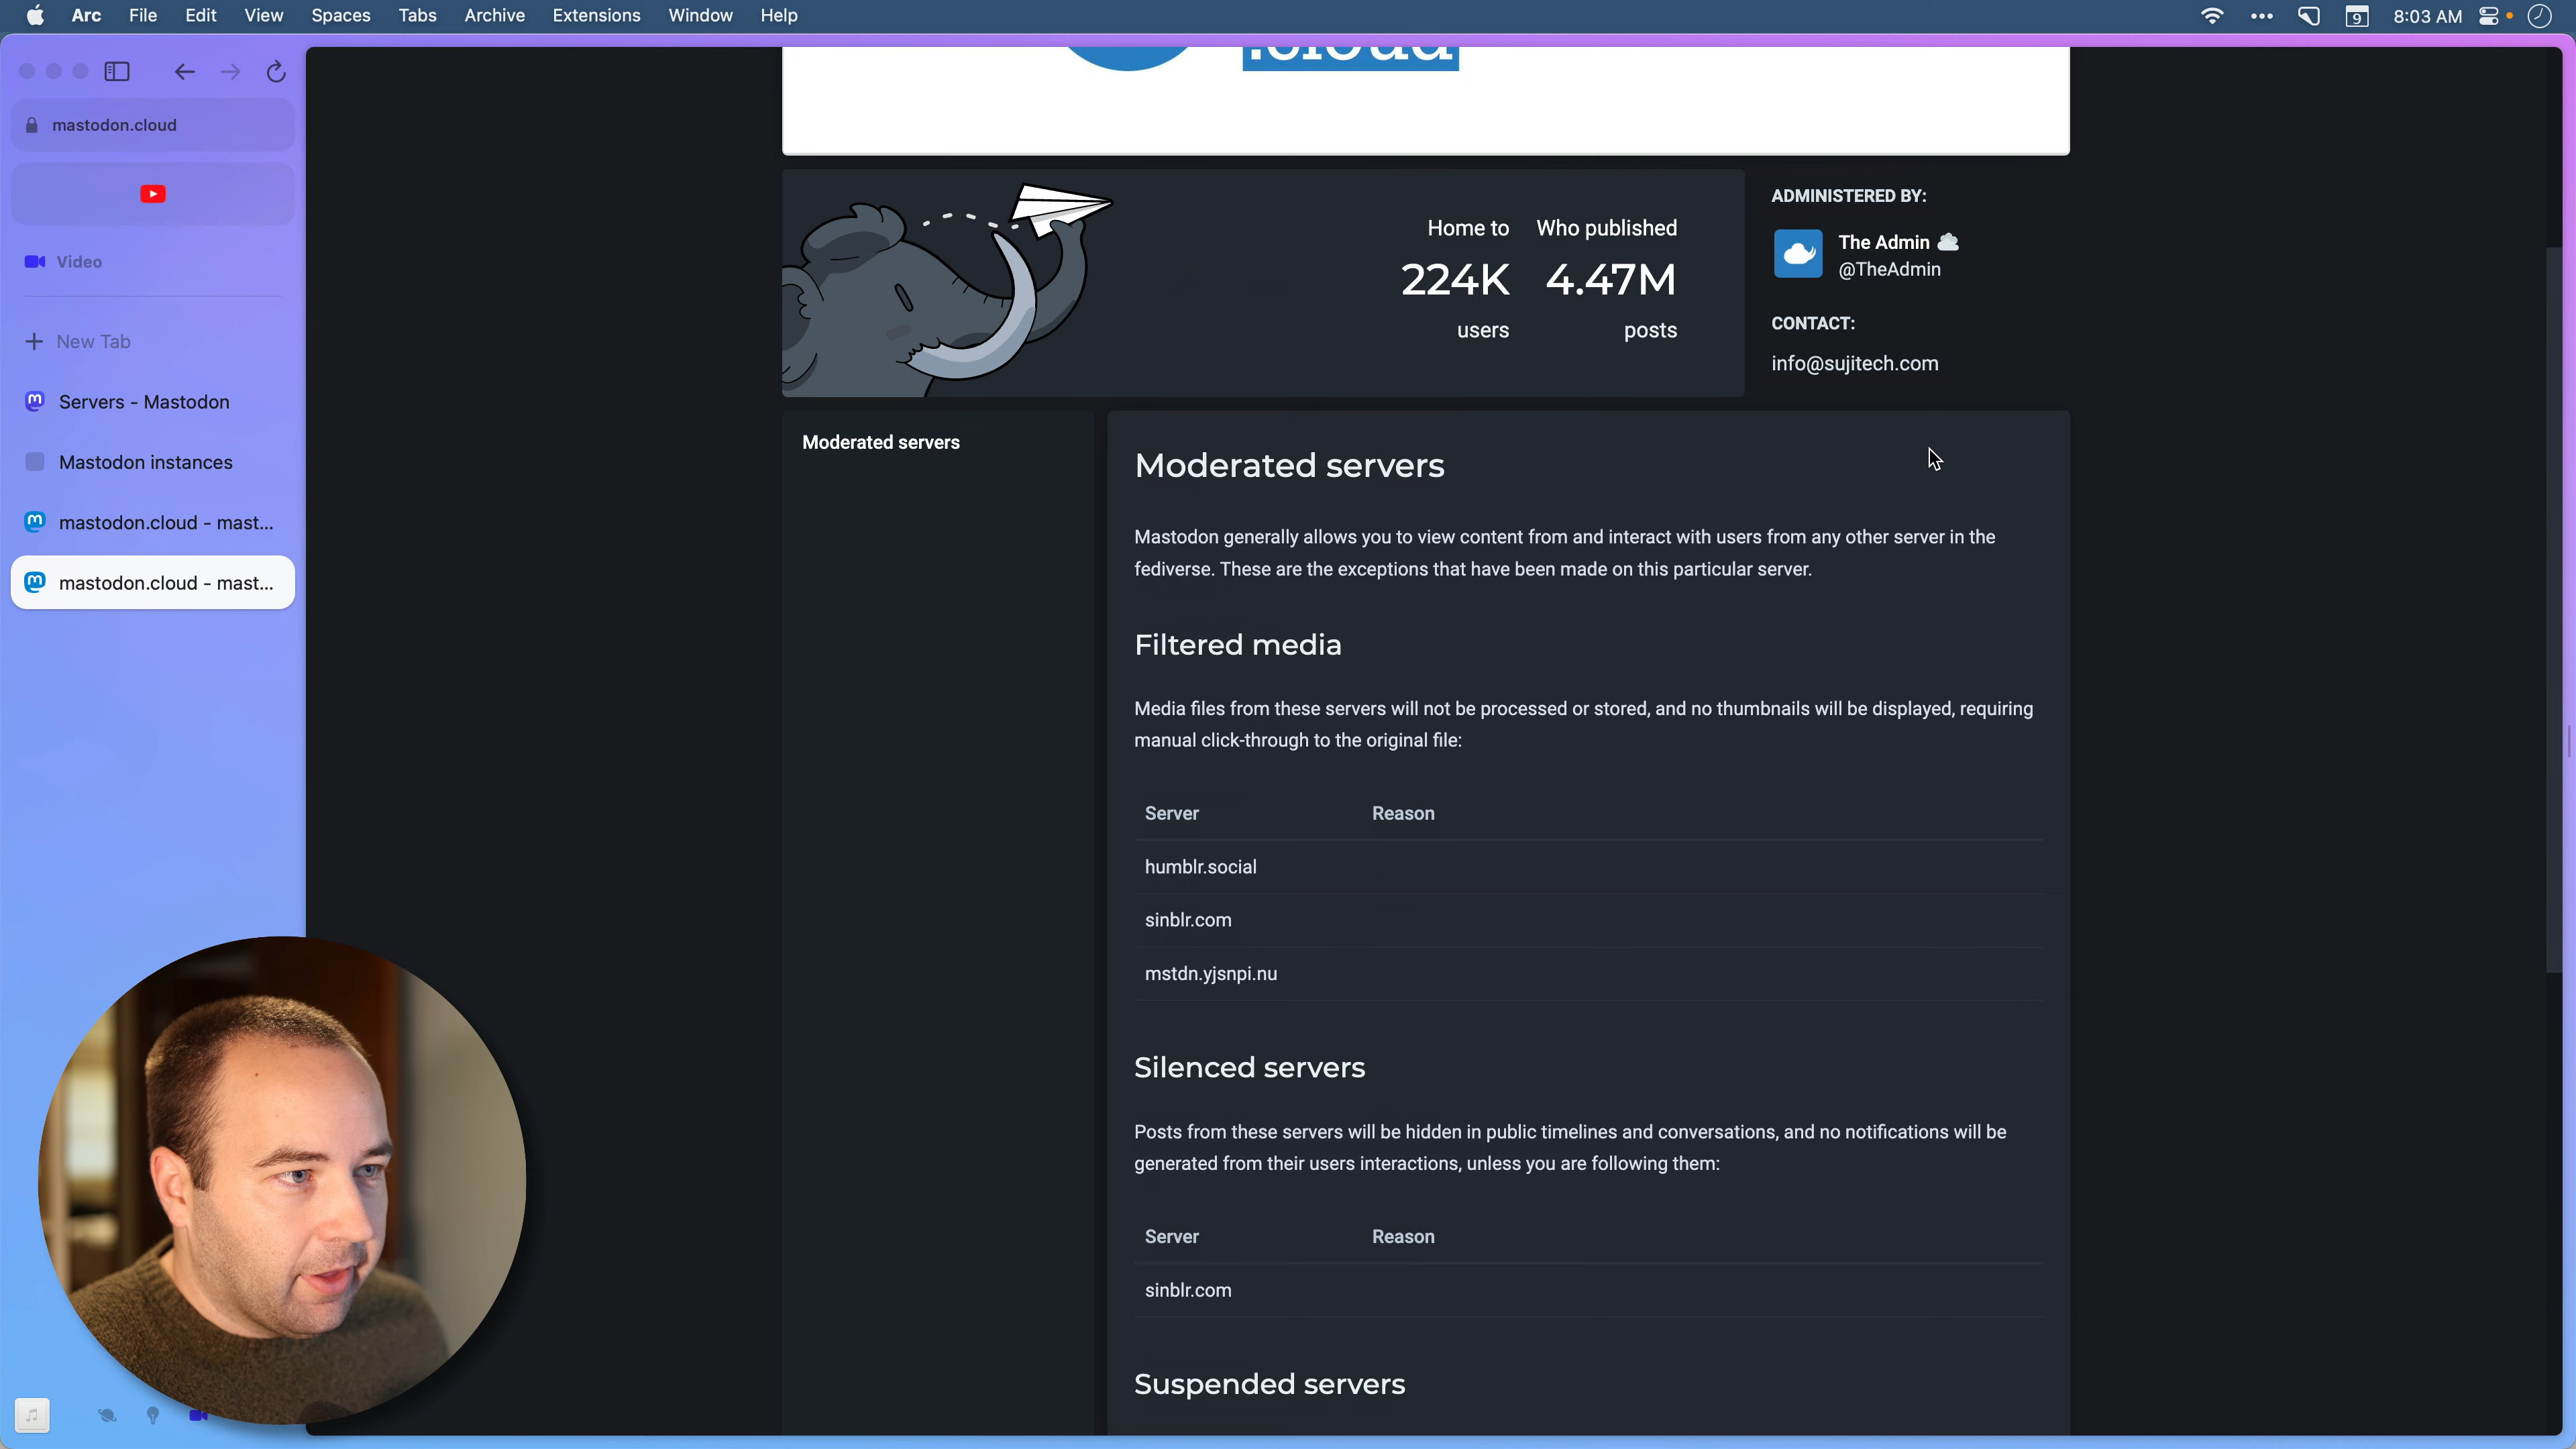 Arc File Edit View Spaces Tabs Archive Extensions Window Help
9 8:03 AM
mastodon.cloud
Video
New Tab
Servers - Mastodon
Mastodon instances
mastodon.cloud - mast...
mastodon.cloud - mast...
.cloud
Home to
224K
users
Who published
4.47M
posts
ADMINISTERED BY:
The Admin
@TheAdmin
CONTACT:
info@sujitech.com
Moderated servers
Moderated servers
Mastodon generally allows you to view content from and interact with users from any other server in the
fediverse. These are the exceptions that have been made on this particular server.
Filtered media
Media files from these servers will not be processed or stored, and no thumbnails will be displayed, requiring
manual click-through to the original file:
Server Reason
humblr.social
sinblr.com
mstdn.yjsnpi.nu
Silenced servers
Posts from these servers will be hidden in public timelines and conversations, and no notifications will be
generated from their users interactions, unless you are following them:
Server Reason
sinblr.com
Suspended servers